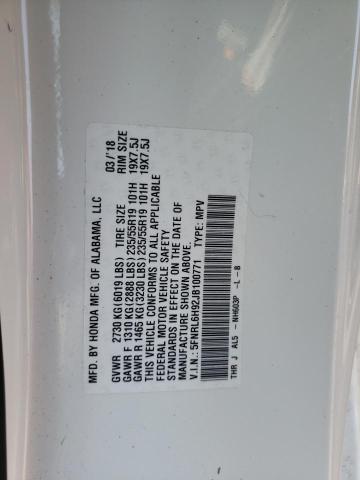 MFD. BY HONDA MFG. OF ALABAMA, LLC 03/'18
GVWR 2730 KG(6019 LBS) TIRE SIZE RIM SIZE
GAWR F 1310 KG(2888 LBS)235/55R19 101H 19X7.5J
GAWR R 1465 KG(3230 LBS)235/55R19 101H 19X7.5J
THIS VEHICLE CONFORMS TO ALL APPLICABLE
FEDERAL MOTOR VEHICLE SAFETY
STANDARDS IN EFFECT ON THE DATE OF
MANUFACTURE SHOWN ABOVE.
V.I.N.: 5FNRL6H92JB100771 TYPE: MPV
THR J AL5 - NH603P -L-8